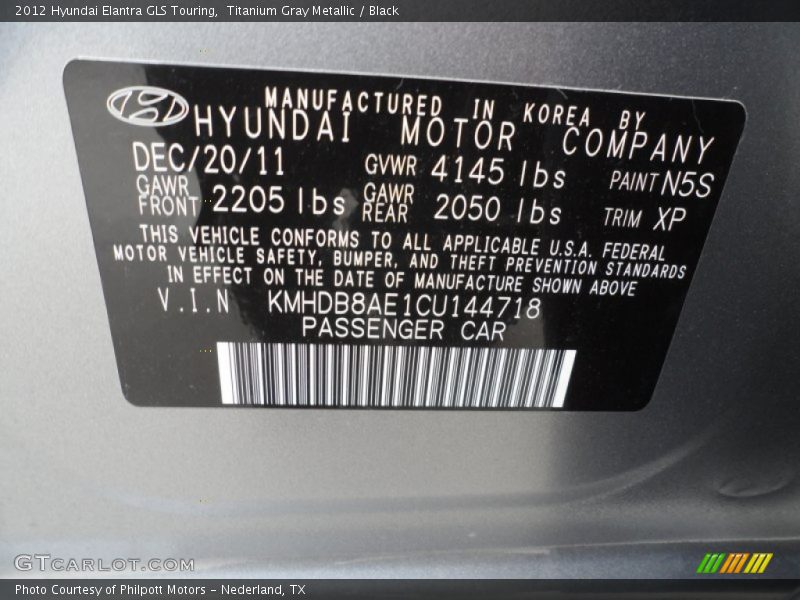 2012 Hyundai Elantra GLS Touring,  Titanium Gray Metallic / Black
MANUFACTURED IN KOREA BY
HYUNDAI MOTOR COMPANY
DEC/20/11 GVWR 4145 lbs PAINT N5S
GAWR FRONT 2205 lbs GAWR REAR 2050 lbs TRIM XP
THIS VEHICLE CONFORMS TO ALL APPLICABLE U.S.A. FEDERAL
MOTOR VEHICLE SAFETY, BUMPER, AND THEFT PREVENTION STANDARDS
IN EFFECT ON THE DATE OF MANUFACTURE SHOWN ABOVE
V.I.N KMHDB8AE1CU144718
PASSENGER CAR
GTCARLOT.COM
Photo Courtesy of Philpott Motors - Nederland, TX